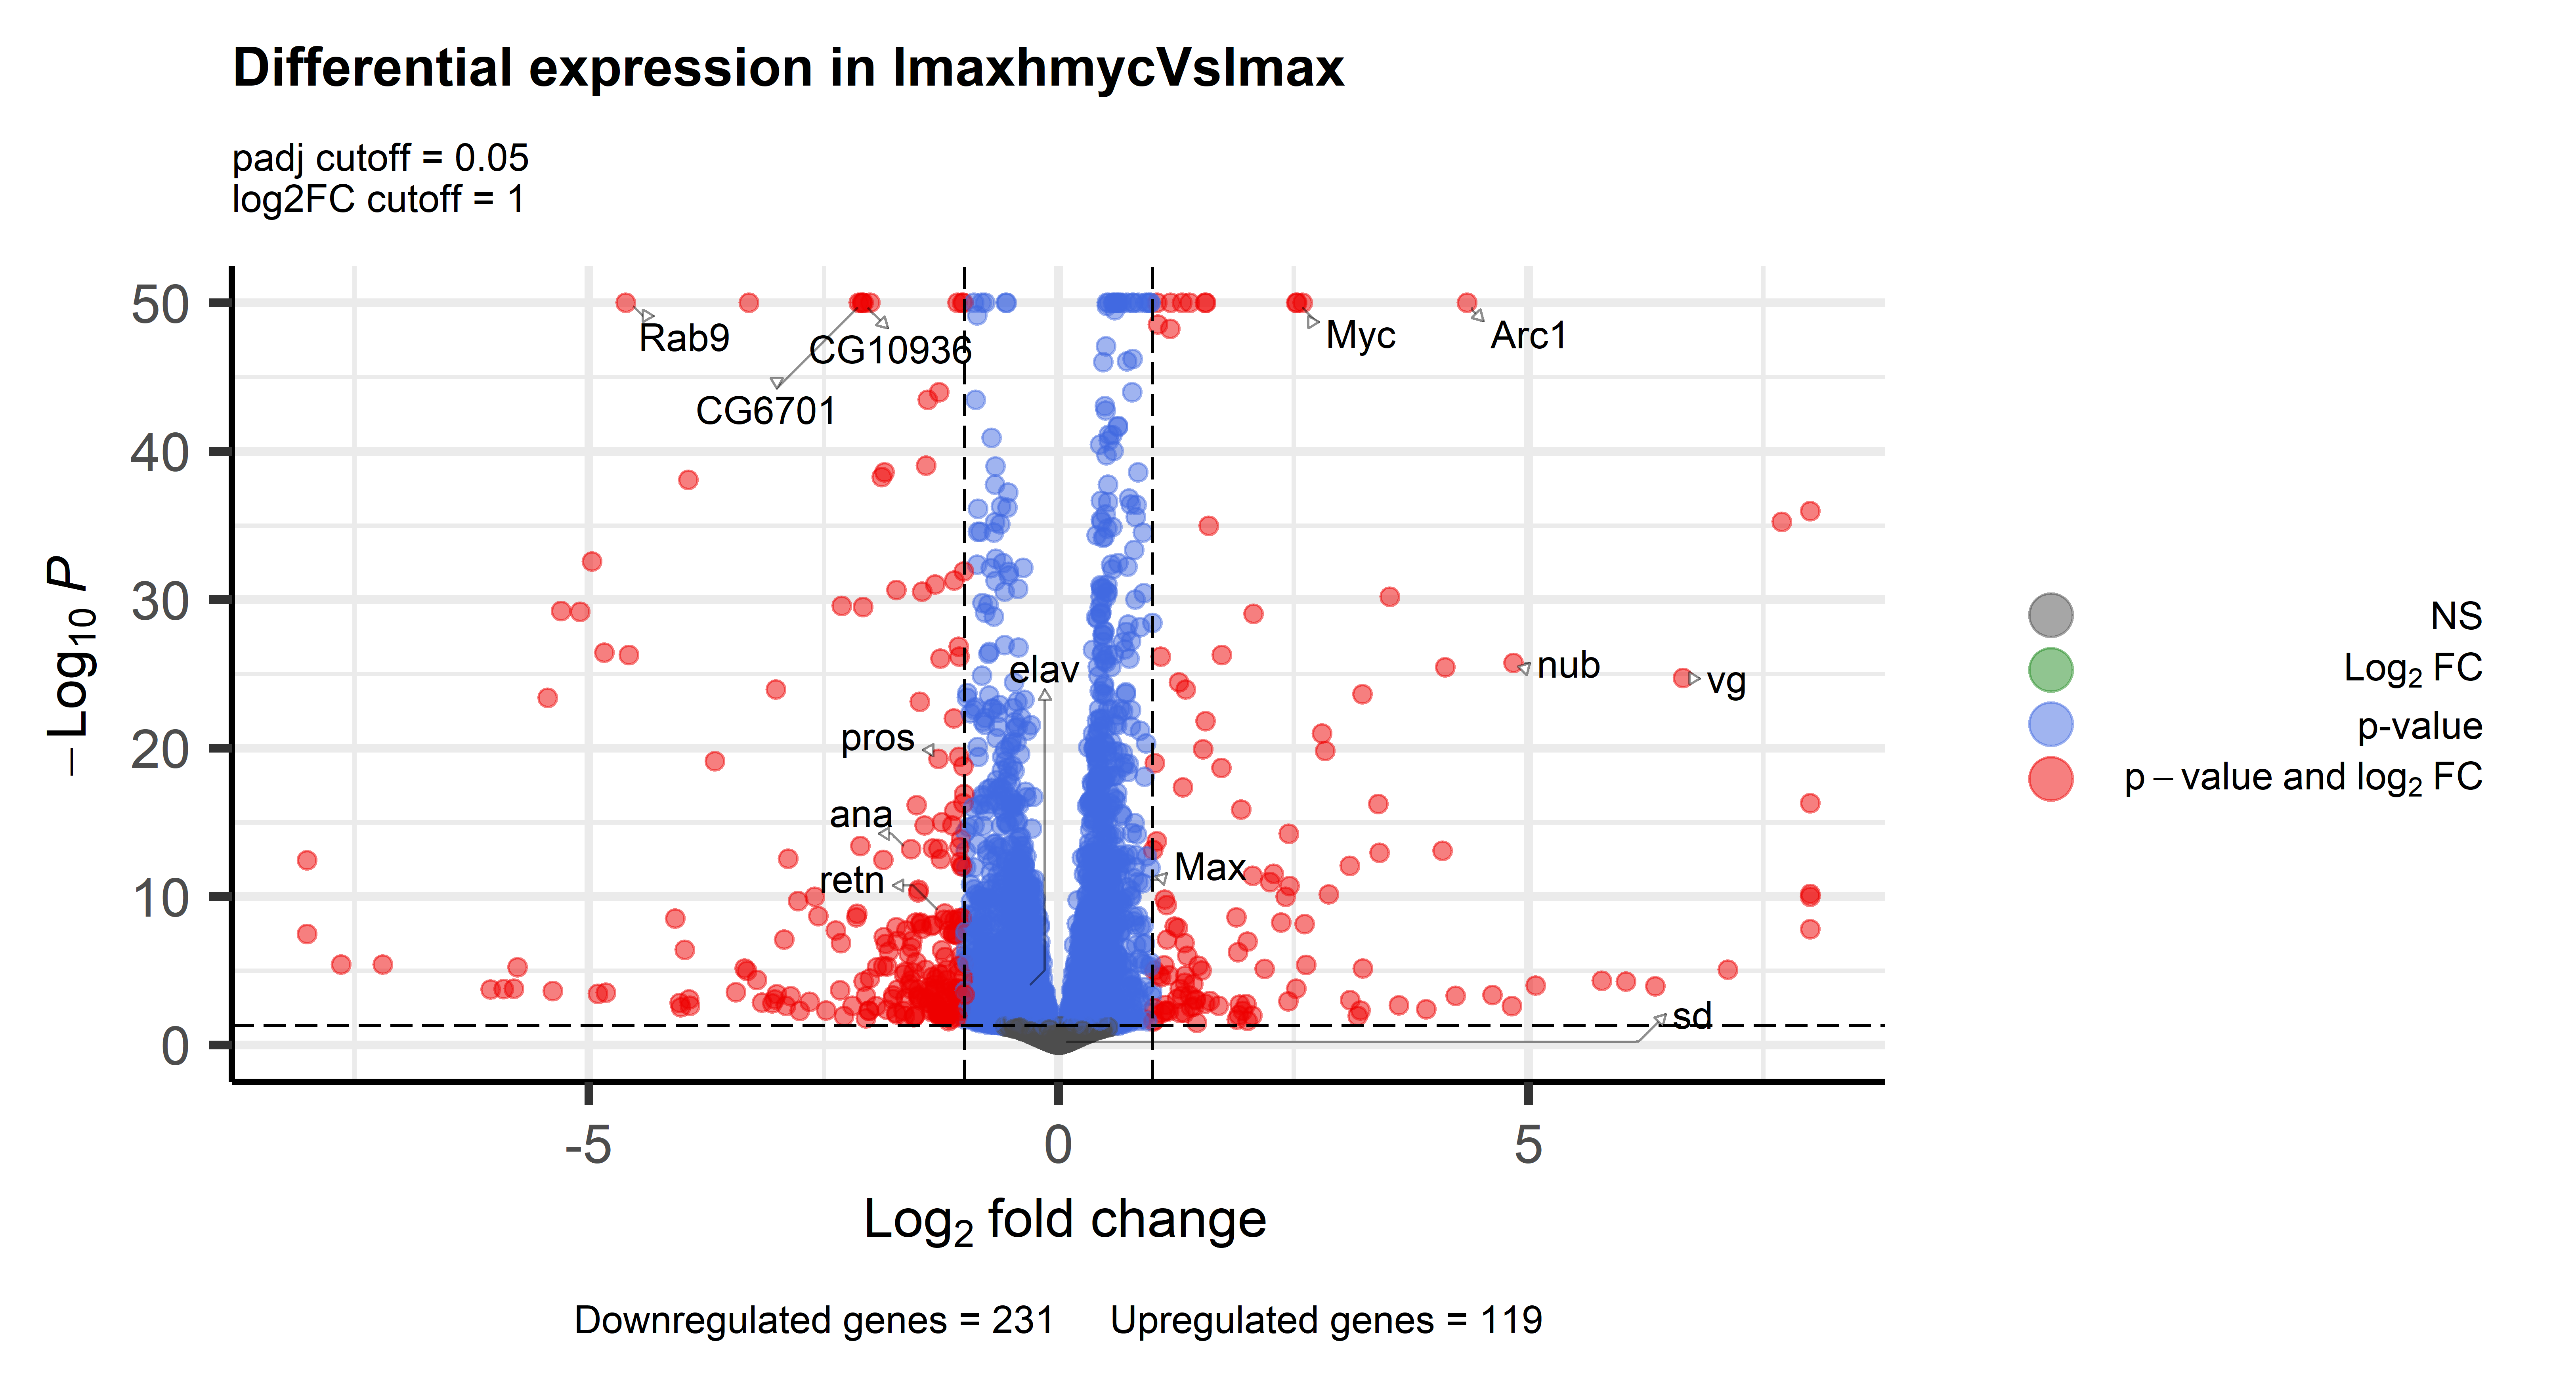 Differential expression in lmaxhmycVslmax
padj cutoff = 0.05
log2FC cutoff = 1
−Log10 P
50
40
30
20
10
0
-5
0
5
Rab9
CG10936
CG6701
Myc
Arc1
elav
nub
vg
pros
ana
retn
Max
sd
NS
Log2 FC
p-value
p−value and log2 FC
Log2 fold change
Downregulated genes = 231 Upregulated genes = 119